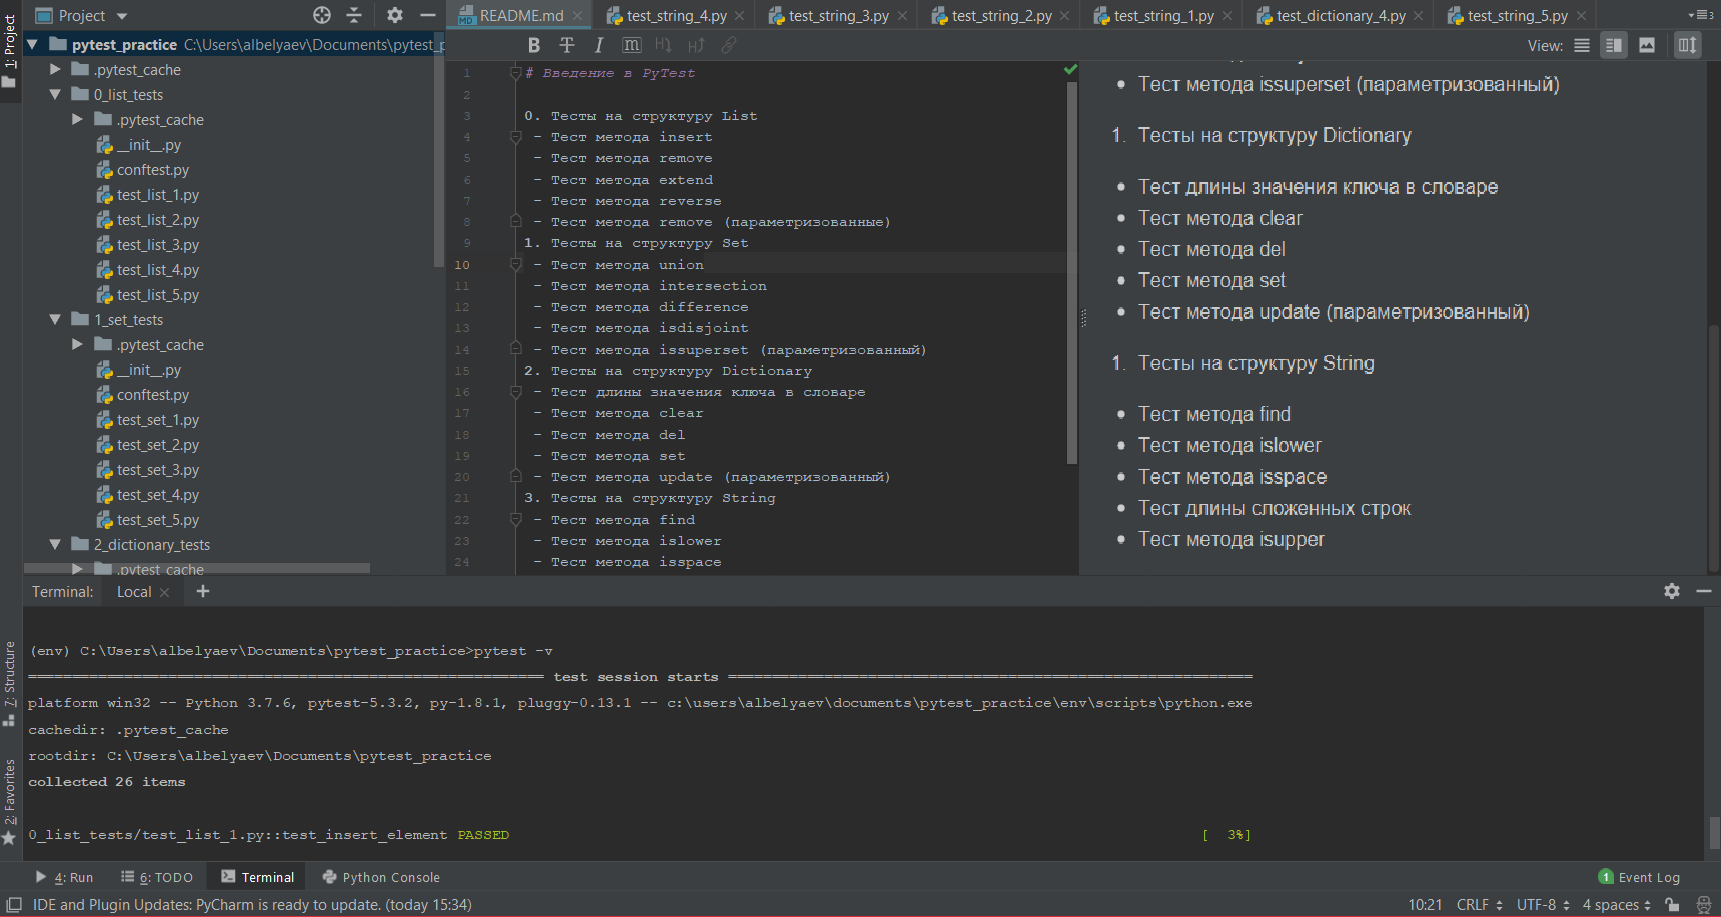 1: Project
Project
README.md
test_string_4.py
test_string_3.py
test_string_2.py
test_string_1.py
test_dictionary_4.py
test_string_5.py
3
pytest_practice C:\Users\albelyaev\Documents\pytest_p
.pytest_cache
0_list_tests
.pytest_cache
__init__.py
conftest.py
test_list_1.py
test_list_2.py
test_list_3.py
test_list_4.py
test_list_5.py
1_set_tests
.pytest_cache
__init__.py
conftest.py
test_set_1.py
test_set_2.py
test_set_3.py
test_set_4.py
test_set_5.py
2_dictionary_tests
.pytest_cache
B T I m H↓ H↑
View:
1 # Введение в PyTest
2
3 0. Тесты на структуру List
4 - Тест метода insert
5 - Тест метода remove
6 - Тест метода extend
7 - Тест метода reverse
8 - Тест метода remove (параметризованные)
9 1. Тесты на структуру Set
10 - Тест метода union
11 - Тест метода intersection
12 - Тест метода difference
13 - Тест метода isdisjoint
14 - Тест метода issuperset (параметризованный)
15 2. Тесты на структуру Dictionary
16 - Тест длины значения ключа в словаре
17 - Тест метода clear
18 - Тест метода del
19 - Тест метода set
20 - Тест метода update (параметризованный)
21 3. Тесты на структуру String
22 - Тест метода find
23 - Тест метода islower
24 - Тест метода isspace
• Тест метода issuperset (параметризованный)
1. Тесты на структуру Dictionary
• Тест длины значения ключа в словаре
• Тест метода clear
• Тест метода del
• Тест метода set
• Тест метода update (параметризованный)
1. Тесты на структуру String
• Тест метода find
• Тест метода islower
• Тест метода isspace
• Тест длины сложенных строк
• Тест метода isupper
Terminal: Local +
7: Structure
2: Favorites
(env) C:\Users\albelyaev\Documents\pytest_practice>pytest -v
=========================================================== test session starts ============================================================
platform win32 -- Python 3.7.6, pytest-5.3.2, py-1.8.1, pluggy-0.13.1 -- c:\users\albelyaev\documents\pytest_practice\env\scripts\python.exe
cachedir: .pytest_cache
rootdir: C:\Users\albelyaev\Documents\pytest_practice
collected 26 items
0_list_tests/test_list_1.py::test_insert_element PASSED [  3%]
4: Run
6: TODO
Terminal
Python Console
1 Event Log
IDE and Plugin Updates: PyCharm is ready to update. (today 15:34)
10:21 CRLF UTF-8 4 spaces